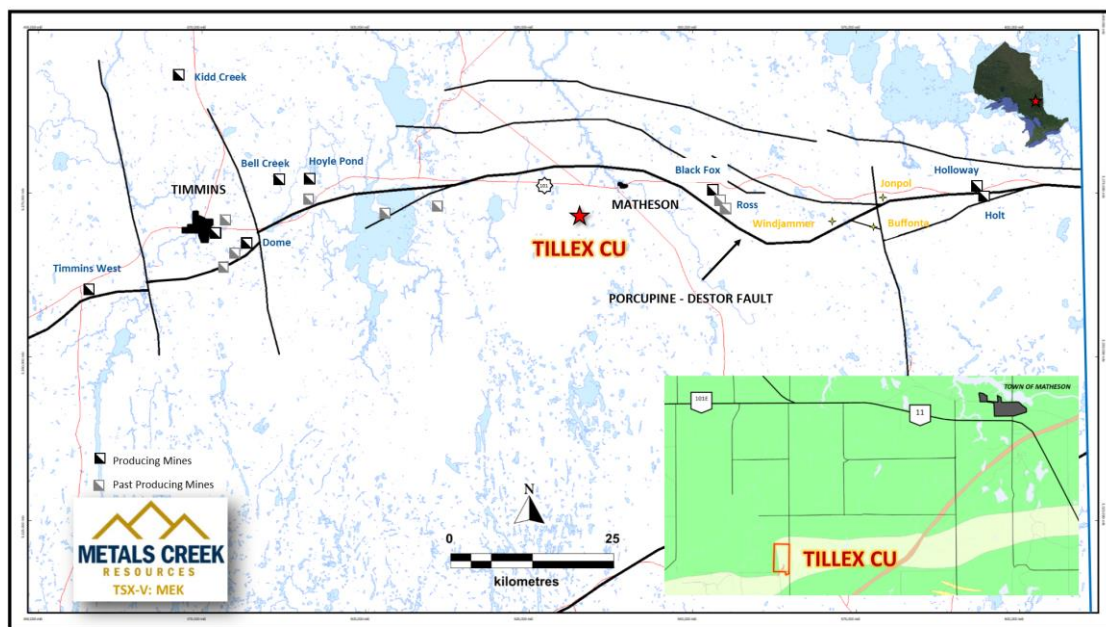 Kidd Creek
Bell Creek
Hoyle Pond
TIMMINS
Dome
Timmins West
101
MATHESON
TILLEX CU
Black Fox
Ross
Windjammer
Jonpol
Buffonta
Holloway
Holt
PORCUPINE - DESTOR FAULT
Producing Mines
Past Producing Mines
METALS CREEK
RESOURCES
TSX-V: MEK
N
0
25
kilometres
101E
11
TOWN OF MATHESON
TILLEX CU